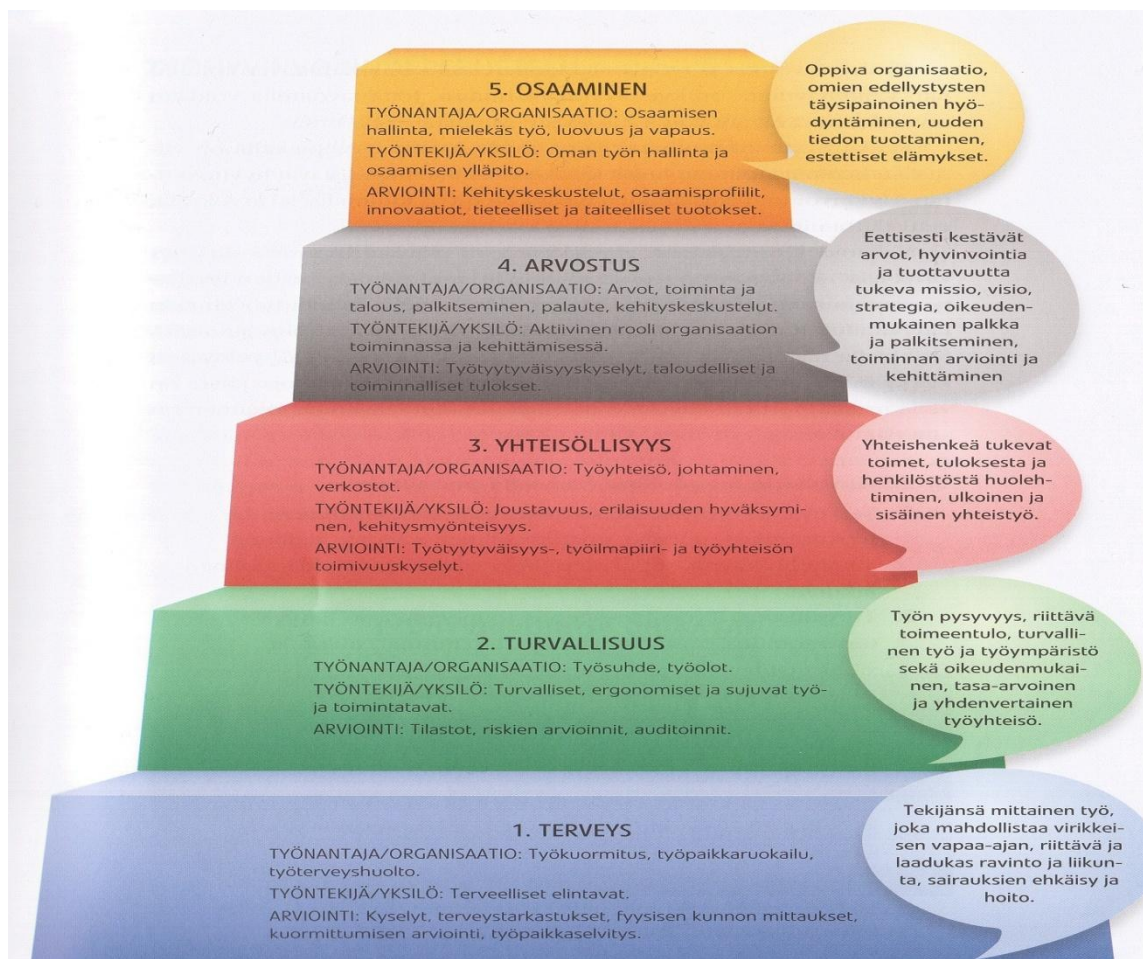 5. OSAAMINEN
TYÖNANTAJA/ORGANISAATIO: Osaamisen
hallinta, mielekäs työ, luovuus ja vapaus.
TYÖNTEKIJÄ/YKSILÖ: Oman työn hallinta ja
osaamisen ylläpito.
ARVIOINTI: Kehityskeskustelut, osaamisprofiilit,
innovaatiot, tieteelliset ja taiteelliset tuotokset.
Oppiva organisaatio,
omien edellystysten
täysipainoinen hyö-
dyntäminen, uuden
tiedon tuottaminen,
estettiset elämykset.
4. ARVOSTUS
TYÖNANTAJA/ORGANISAATIO: Arvot, toiminta ja
talous, palkitseminen, palaute, kehityskeskustelut.
TYÖNTEKIJÄ/YKSILÖ: Aktiivinen rooli organisaation
toiminnassa ja kehittämisessä.
ARVIOINTI: Työtyytyväisyyskyselyt, taloudelliset ja
toiminnalliset tulokset.
Eettisesti kestävät
arvot, hyvinvointia
ja tuottavuutta
tukeva missio, visio,
strategia, oikeuden-
mukainen palkka
ja palkitseminen,
toiminnan arviointi ja
kehittäminen
3. YHTEISÖLLISYYS
TYÖNANTAJA/ORGANISAATIO: Työyhteisö, johtaminen,
verkostot.
TYÖNTEKIJÄ/YKSILÖ: Joustavuus, erilaisuuden hyväksymi-
nen, kehitysmyönteisyys.
ARVIOINTI: Työtyytyväisyys-, työilmapiiri- ja työyhteisön
toimivuuskyselyt.
Yhteishenkeä tukevat
toimet, tuloksesta ja
henkilöstöstä huoleh-
timinen, ulkoinen ja
sisäinen yhteistyö.
2. TURVALLISUUS
TYÖNANTAJA/ORGANISAATIO: Työsuhde, työolot.
TYÖNTEKIJÄ/YKSILÖ: Turvalliset, ergonomiset ja sujuvat työ-
ja toimintatavat.
ARVIOINTI: Tilastot, riskien arvioinnit, auditoinnit.
Työn pysyvyys, riittävä
toimeentulo, turvalli-
nen työ ja työympäristö
sekä oikeudenmukai-
nen, tasa-arvoinen
ja yhdenvertainen
työyhteisö.
1. TERVEYS
TYÖNANTAJA/ORGANISAATIO: Työkuormitus, työpaikkaruokailu,
työterveyshuolto.
TYÖNTEKIJÄ/YKSILÖ: Terveelliset elintavat.
ARVIOINTI: Kyselyt, terveystarkastukset, fyysisen kunnon mittaukset,
kuormittumisen arviointi, työpaikkaselvitys.
Tekijänsä mittainen työ,
joka mahdollistaa virikkei-
sen vapaa-ajan, riittävä ja
laadukas ravinto ja liikun-
ta, sairauksien ehkäisy ja
hoito.